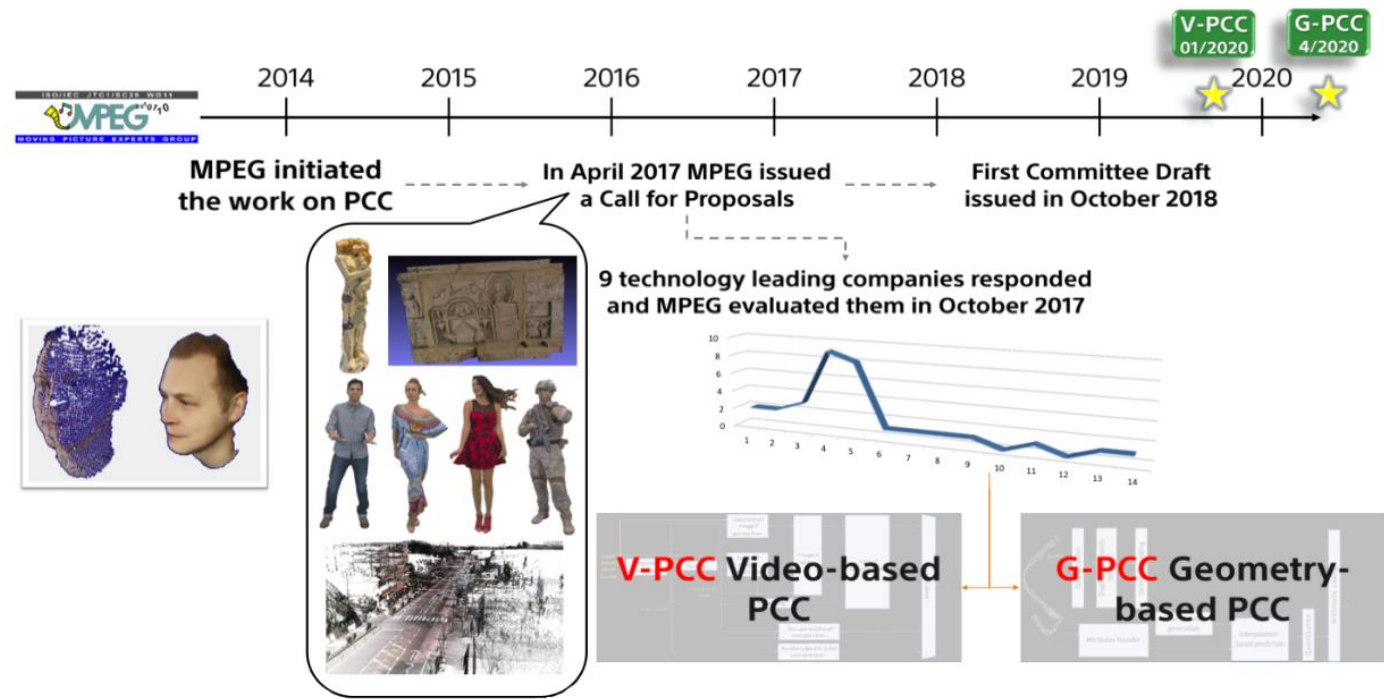 V-PCC
01/2020
G-PCC
4/2020
2014
2015
2016
2017
2018
2019
2020
ISO/IEC JTC1/SC29 WG11
MPEG
MOVING PICTURE EXPERTS GROUP
MPEG initiated
the work on PCC
In April 2017 MPEG issued
a Call for Proposals
First Committee Draft
issued in October 2018
9 technology leading companies responded
and MPEG evaluated them in October 2017
10
8
6
4
2
0
1
2
3
4
5
6
7
8
9
10
11
12
13
14
V-PCC Video-based
PCC
G-PCC Geometry-
based PCC
Attributes transfer
generation